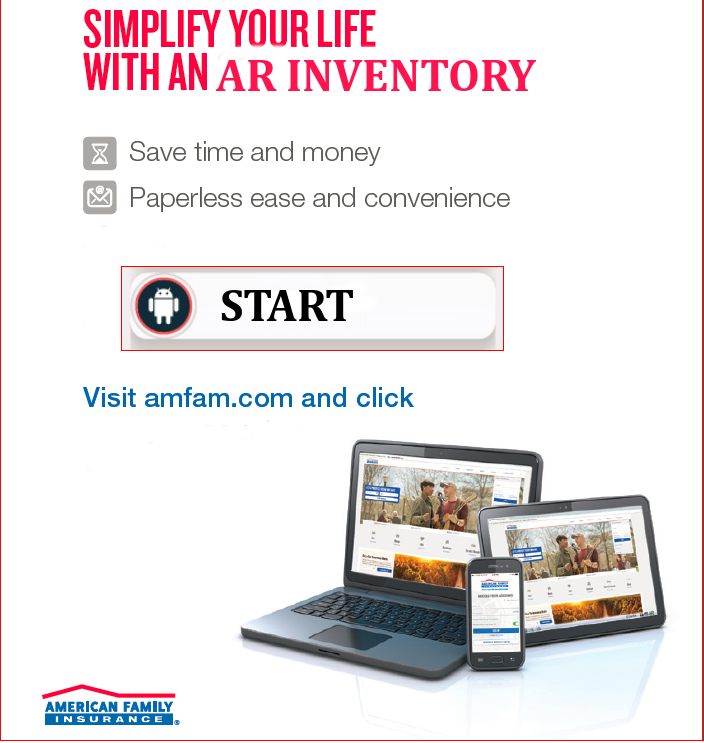 SIMPLIFY YOUR LIFE
WITH AN AR INVENTORY
Save time and money
Paperless ease and convenience
START
Visit amfam.com and click
AMERICAN FAMILY
INSURANCE ®